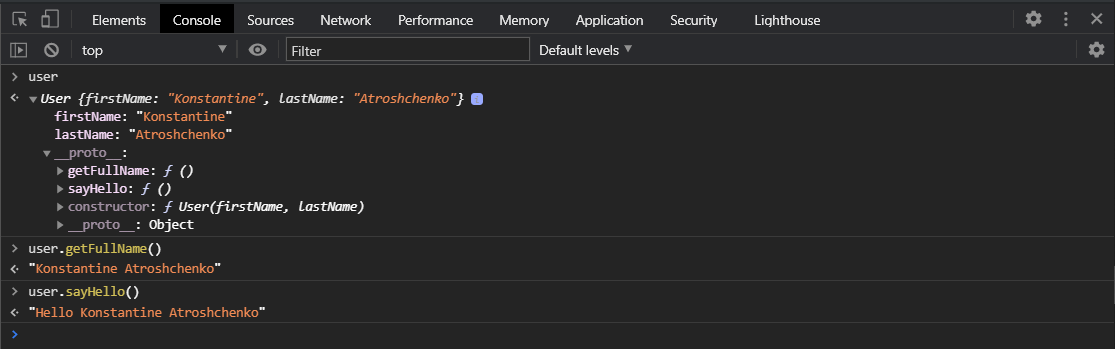 Elements Console Sources Network Performance Memory Application Security Lighthouse
top Filter Default levels
user
User {firstName: "Konstantine", lastName: "Atroshchenko"}
firstName: "Konstantine"
lastName: "Atroshchenko"
__proto__:
getFullName: ƒ ()
sayHello: ƒ ()
constructor: ƒ User(firstName, lastName)
__proto__: Object
user.getFullName()
"Konstantine Atroshchenko"
user.sayHello()
"Hello Konstantine Atroshchenko"